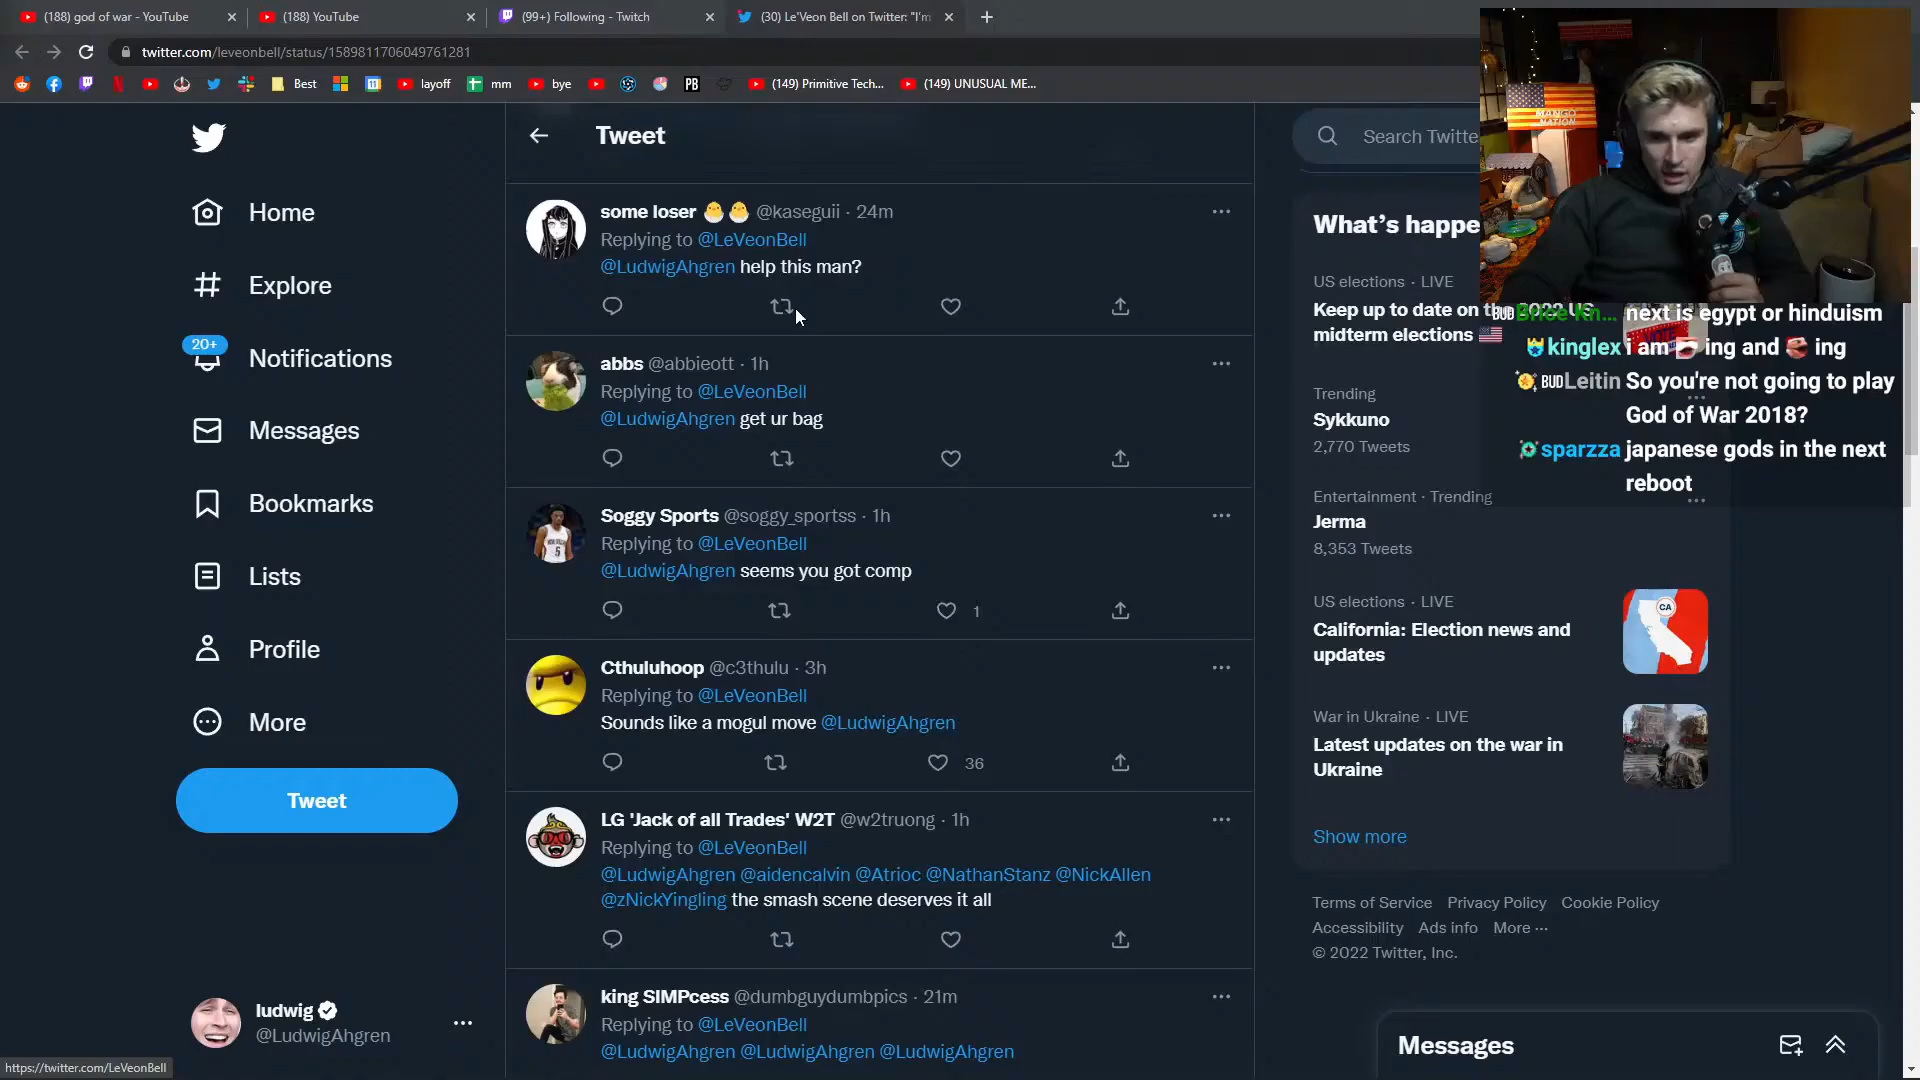 (188) god of war - YouTube
(188) YouTube
(99+) Following - Twitch
(30) Le'Veon Bell on Twitter: "I'm
twitter.com/leveonbell/status/1589811706049761281
Best
layoff
mm
bye
PB
(149) Primitive Tech...
(149) UNUSUAL ME...
Home
Explore
20+
Notifications
Messages
Bookmarks
Lists
Profile
More
Tweet
ludwig
@LudwigAhgren
https://twitter.com/LeVeonBell
Tweet
some loser @kaseguii · 24m
Replying to @LeVeonBell
@LudwigAhgren help this man?
abbs @abbieott · 1h
Replying to @LeVeonBell
@LudwigAhgren get ur bag
Soggy Sports @soggy_sportss · 1h
Replying to @LeVeonBell
@LudwigAhgren seems you got comp
1
Cthuluhoop @c3thulu · 3h
Replying to @LeVeonBell
Sounds like a mogul move @LudwigAhgren
36
LG 'Jack of all Trades' W2T @w2truong · 1h
Replying to @LeVeonBell
@LudwigAhgren @aidencalvin @Atrioc @NathanStanz @NickAllen
@zNickYingling the smash scene deserves it all
king SIMPcess @dumbguydumbpics · 21m
Replying to @LeVeonBell
@LudwigAhgren @LudwigAhgren @LudwigAhgren
Search Twitte
What's happe
US elections · LIVE
Keep up to date on the 2022 US
midterm elections
Trending
Sykkuno
2,770 Tweets
Entertainment · Trending
Jerma
8,353 Tweets
US elections · LIVE
California: Election news and
updates
CA
War in Ukraine · LIVE
Latest updates on the war in
Ukraine
Show more
Terms of Service Privacy Policy Cookie Policy
Accessibility Ads info More ···
© 2022 Twitter, Inc.
Messages
MANGO
NATION
next is egypt or hinduism
kinglex i am ing and ing
BUD Leitin So you're not going to play
God of War 2018?
sparzza japanese gods in the next
reboot